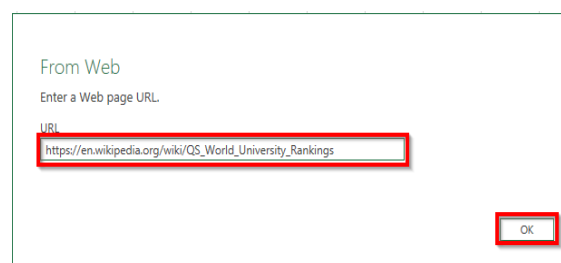 From Web
Enter a Web page URL.
URL
https://en.wikipedia.org/wiki/QS_World_University_Rankings
OK